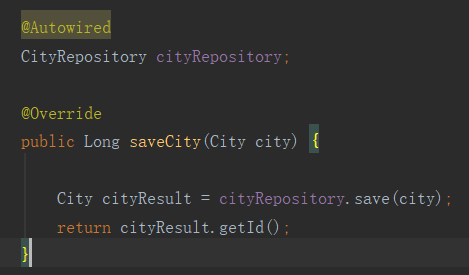 @Autowired
CityRepository cityRepository;
@Override
public Long saveCity(City city) {
City cityResult = cityRepository.save(city);
return cityResult.getId();
}